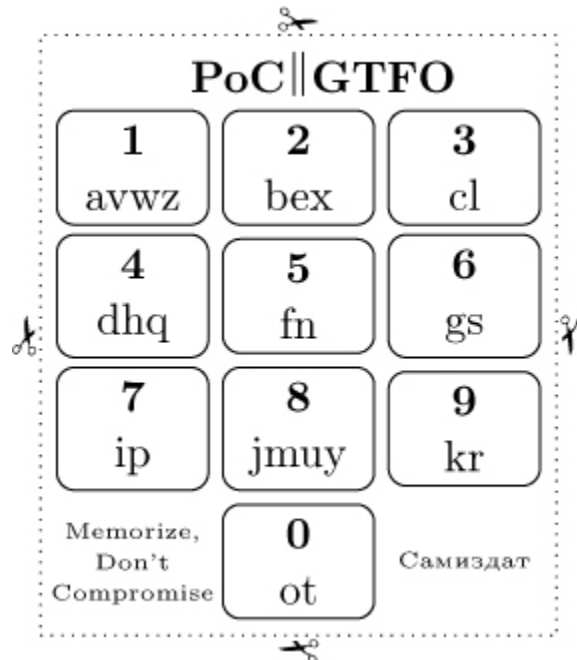 PoC||GTFO
1 2 3
avwz bex cl
4 5 6
dhq fn gs
7 8 9
ip jmuy kr
Memorize,
Don't
Compromise
0
ot
Самиздат